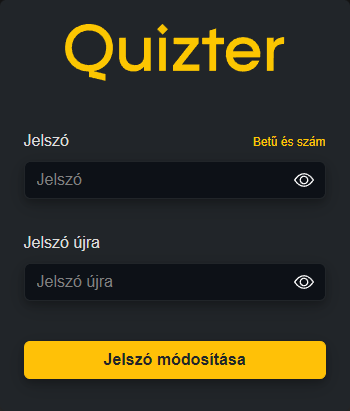 Quizter
Jelszó
Betű és szám
Jelszó
Jelszó újra
Jelszó újra
Jelszó módosítása